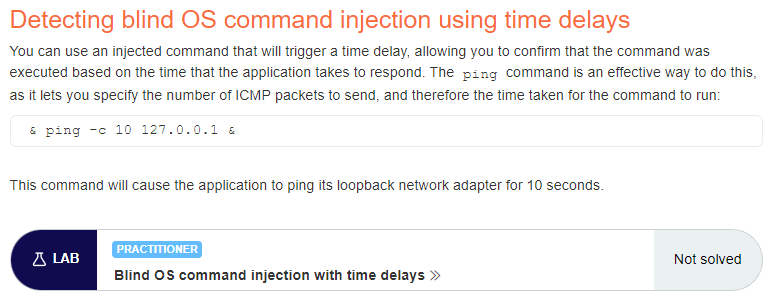 Detecting blind OS command injection using time delays
You can use an injected command that will trigger a time delay, allowing you to confirm that the command was
executed based on the time that the application takes to respond. The ping command is an effective way to do this,
as it lets you specify the number of ICMP packets to send, and therefore the time taken for the command to run:
& ping -c 10 127.0.0.1 &
This command will cause the application to ping its loopback network adapter for 10 seconds.
LAB
PRACTITIONER
Blind OS command injection with time delays »
Not solved